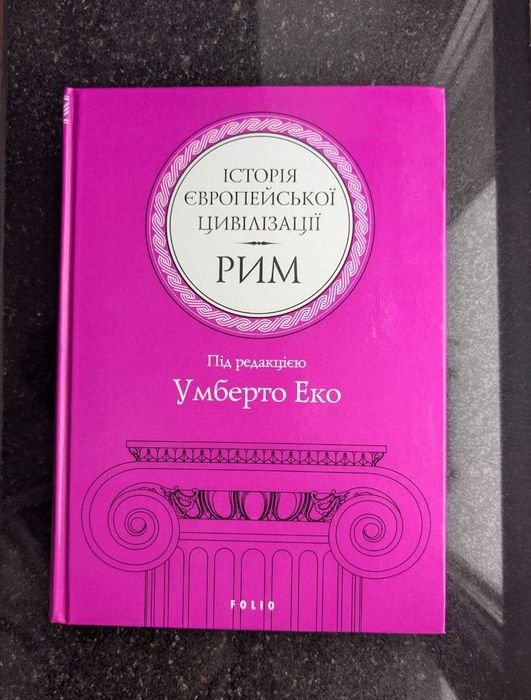 ІСТОРІЯ
ЄВРОПЕЙСЬКОЇ
ЦИВІЛІЗАЦІЇ
РИМ
Під редакцією
Умберто Еко
FOLIO